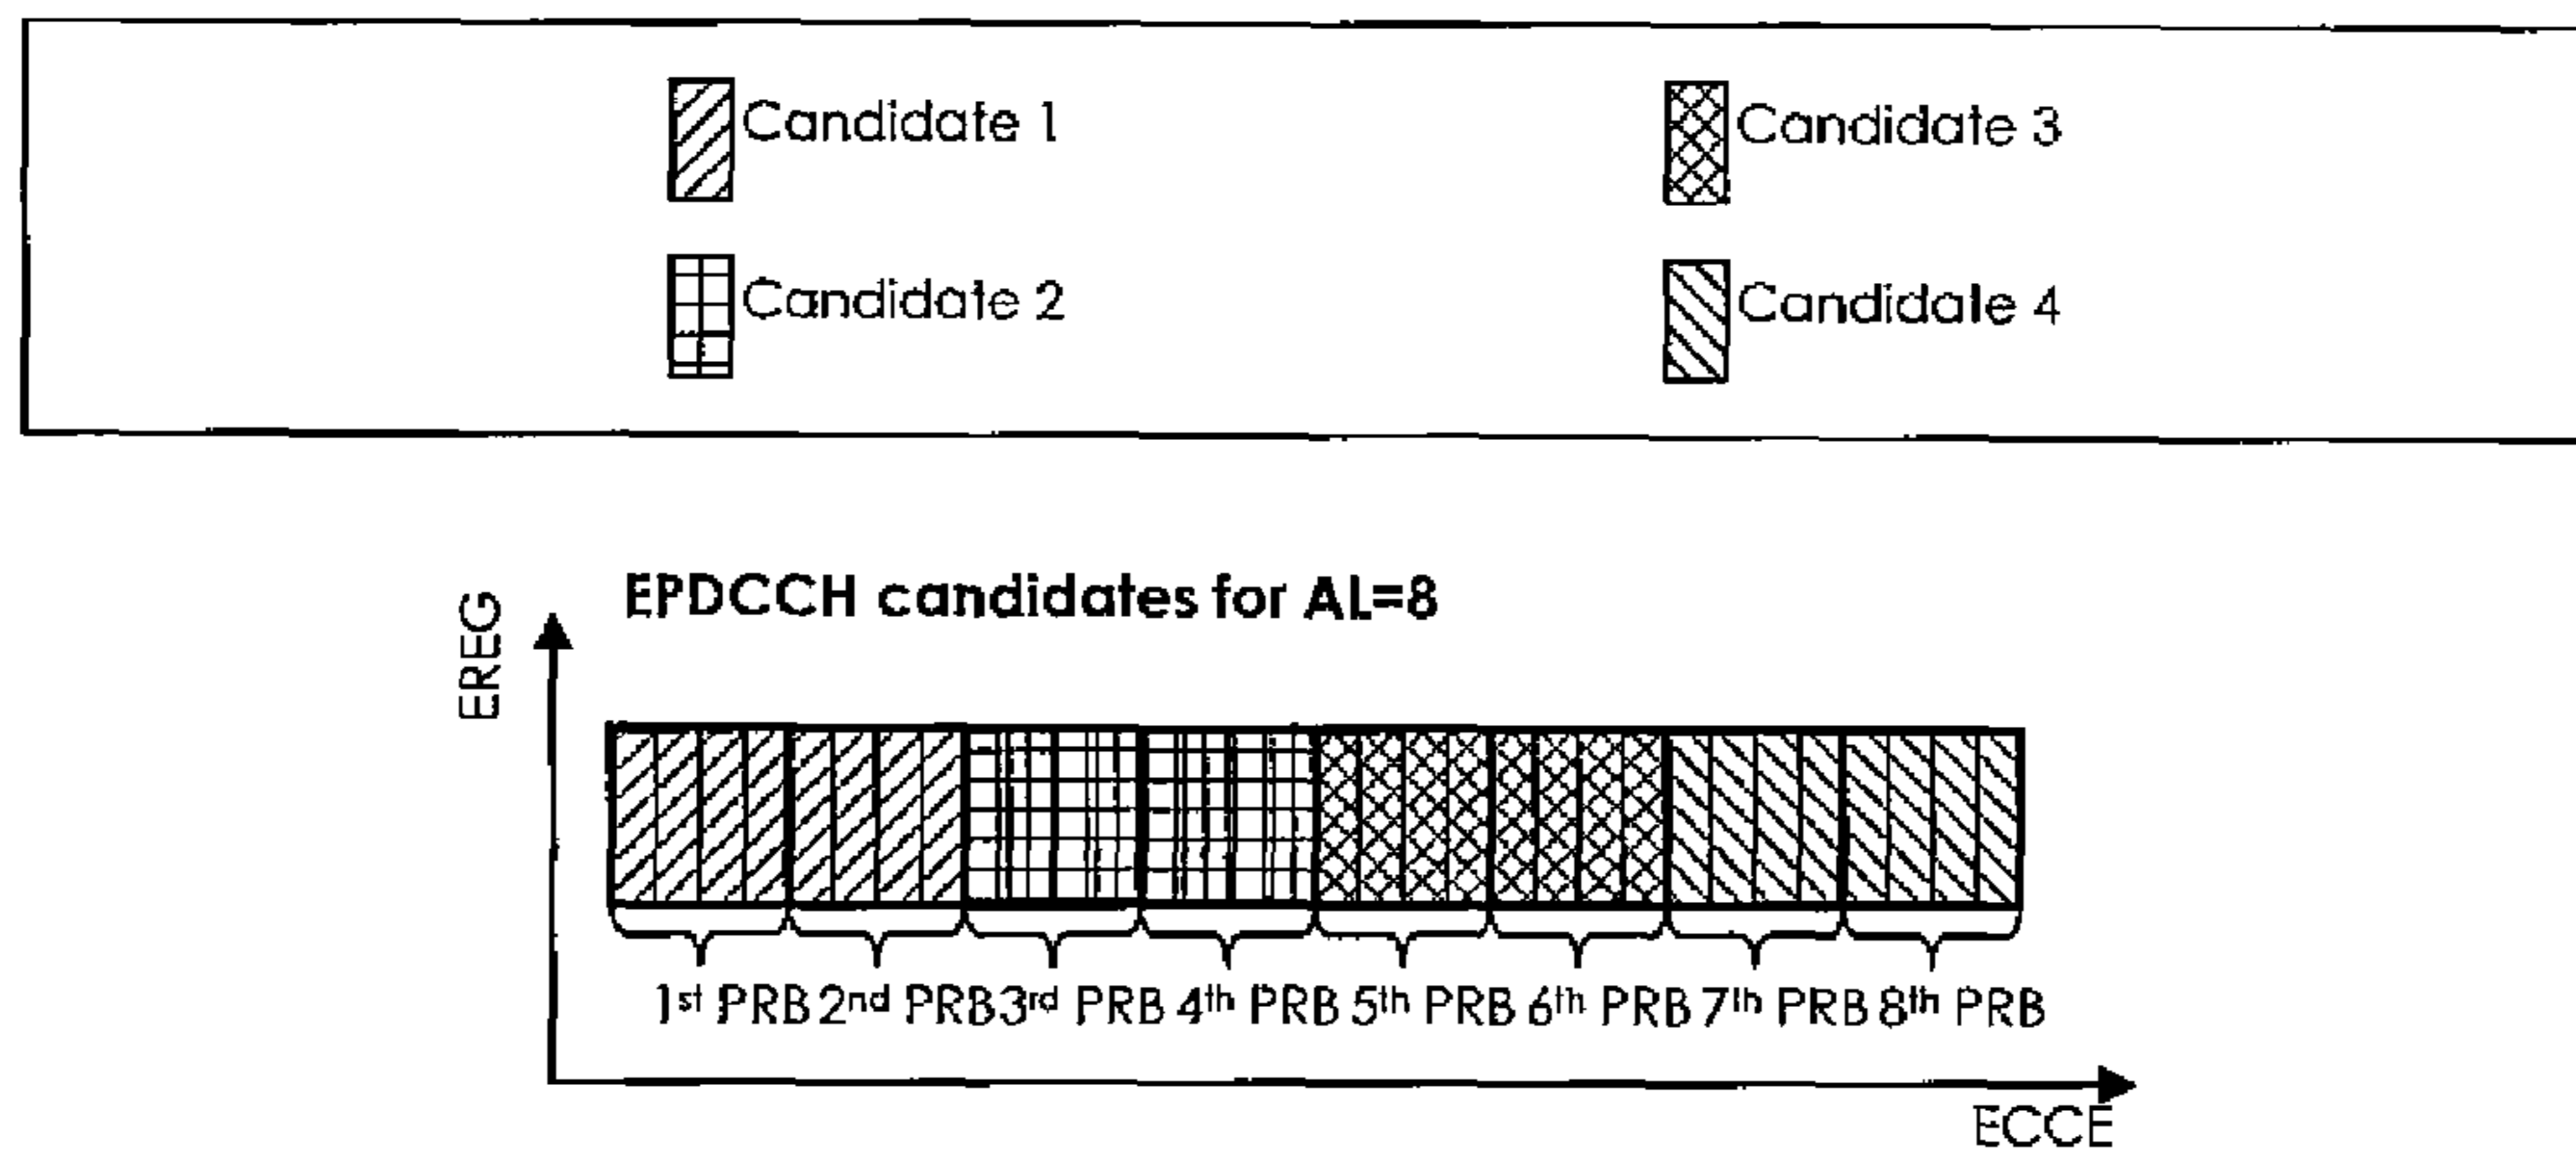 Candidate 1
Candidate 3
Candidate 2
Candidate 4
EPDCCH candidates for AL=8
EREG
1st PRB 2nd PRB 3rd PRB 4th PRB 5th PRB 6th PRB 7th PRB 8th PRB
ECCE